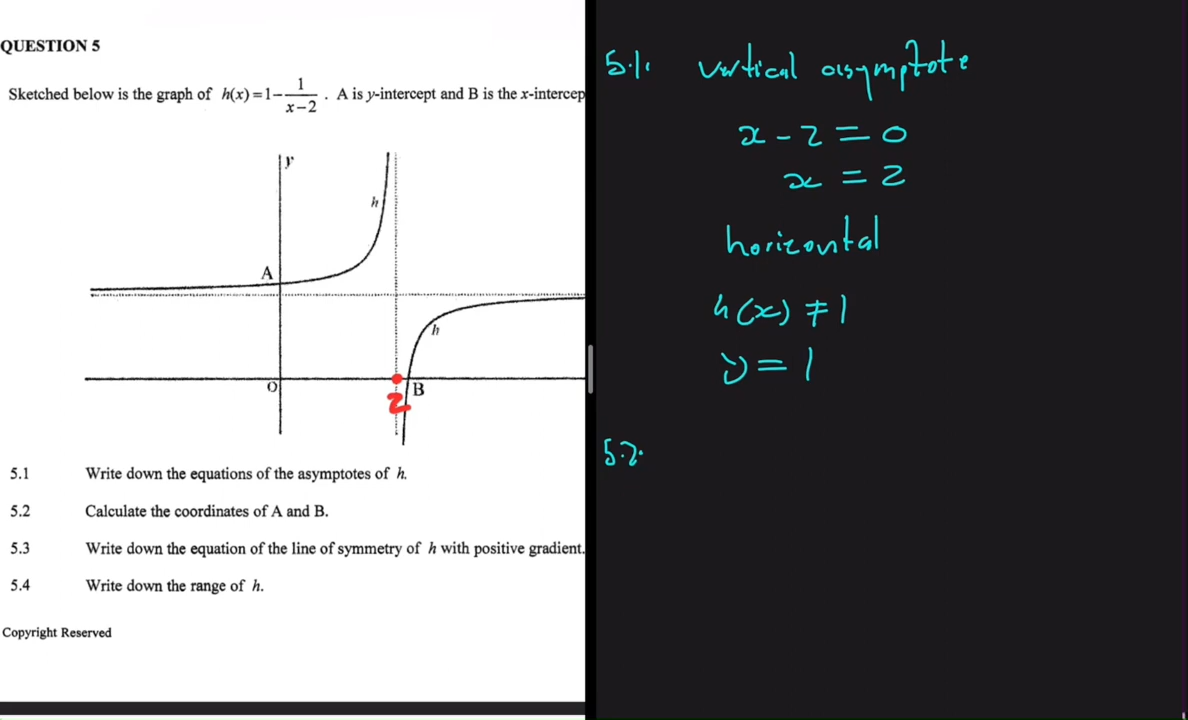 QUESTION 5
Sketched below is the graph of h(x)=1-\frac{1}{x-2} . A is y-intercept and B is the x-intercep
y
h
A
h
O
B
2
5.1 Write down the equations of the asymptotes of h.
5.2 Calculate the coordinates of A and B.
5.3 Write down the equation of the line of symmetry of h with positive gradient.
5.4 Write down the range of h.
Copyright Reserved
5.1. vertical asymptote
x - 2 = 0
x = 2
horizontal
h(x) ≠ 1
y = 1
5.2.